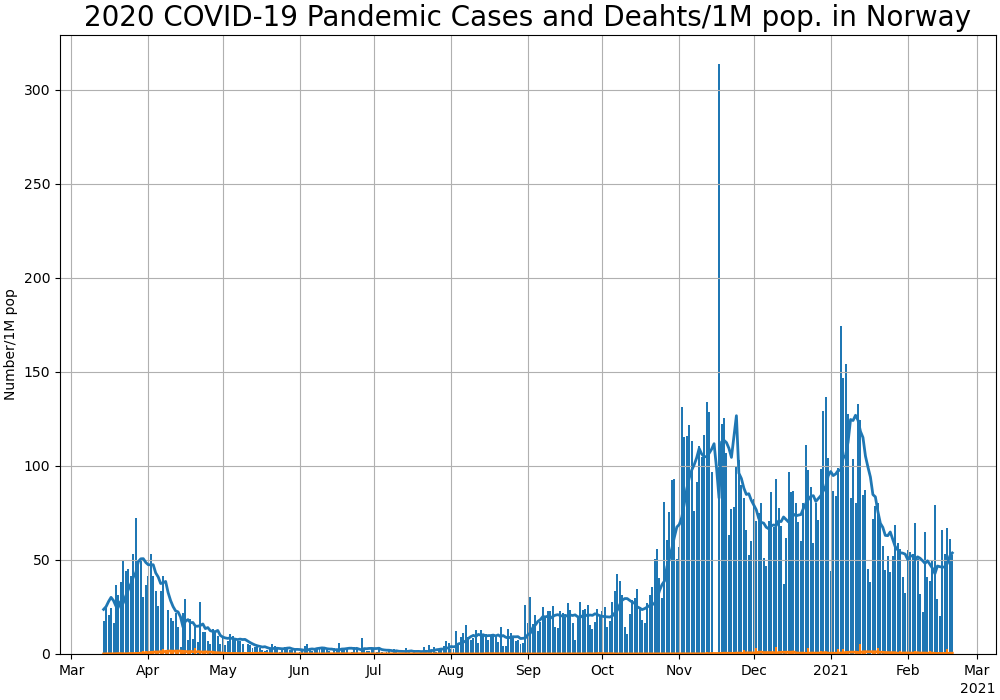 2020 COVID-19 Pandemic Cases and Deahts/1M pop. in Norway
Number/1M pop
300
250
200
150
100
50
0
Mar Apr May Jun Jul Aug Sep Oct Nov Dec 2021 Feb Mar
2021